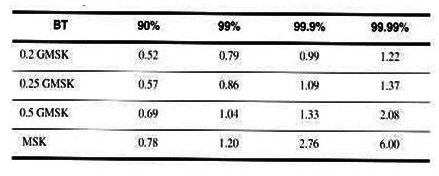 BT 90% 99% 99.9% 99.99%
0.2 GMSK 0.52 0.79 0.99 1.22
0.25 GMSK 0.57 0.86 1.09 1.37
0.5 GMSK 0.69 1.04 1.33 2.08
MSK 0.78 1.20 2.76 6.00